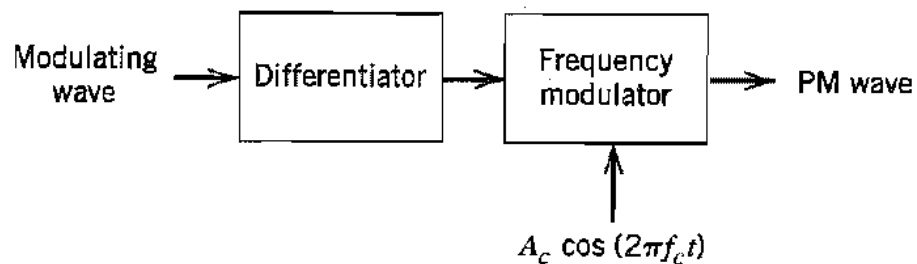 Modulating
wave
Differentiator
Frequency
modulator
PM wave
A_c cos (2πf_c t)